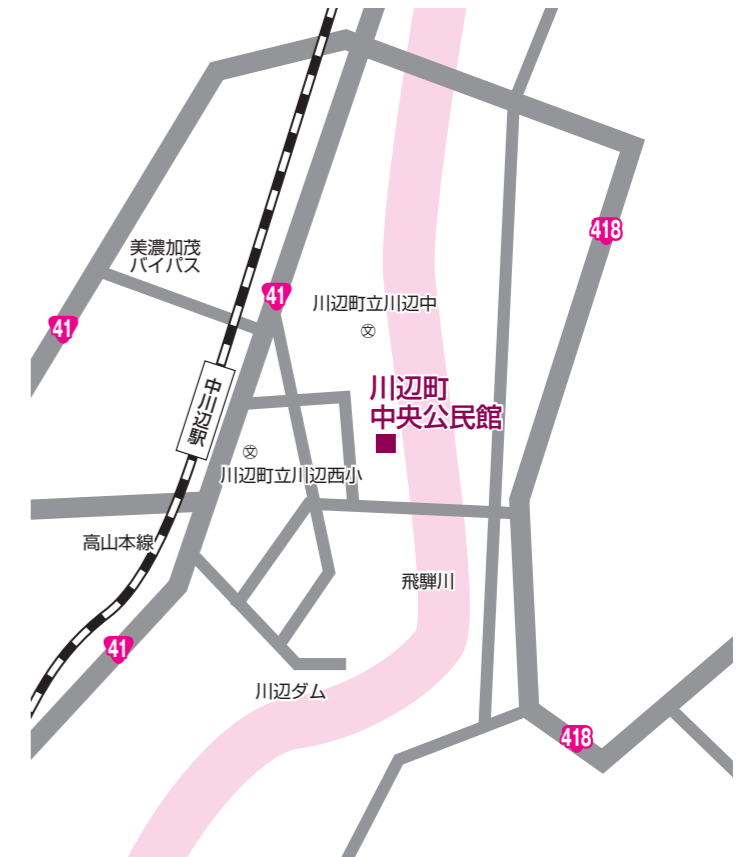 418
美濃加茂
バイパス
41
川辺町立川辺中
文
41
川辺町
中央公民館
中川辺駅
文
川辺町立川辺西小
高山本線
飛騨川
41
川辺ダム
418